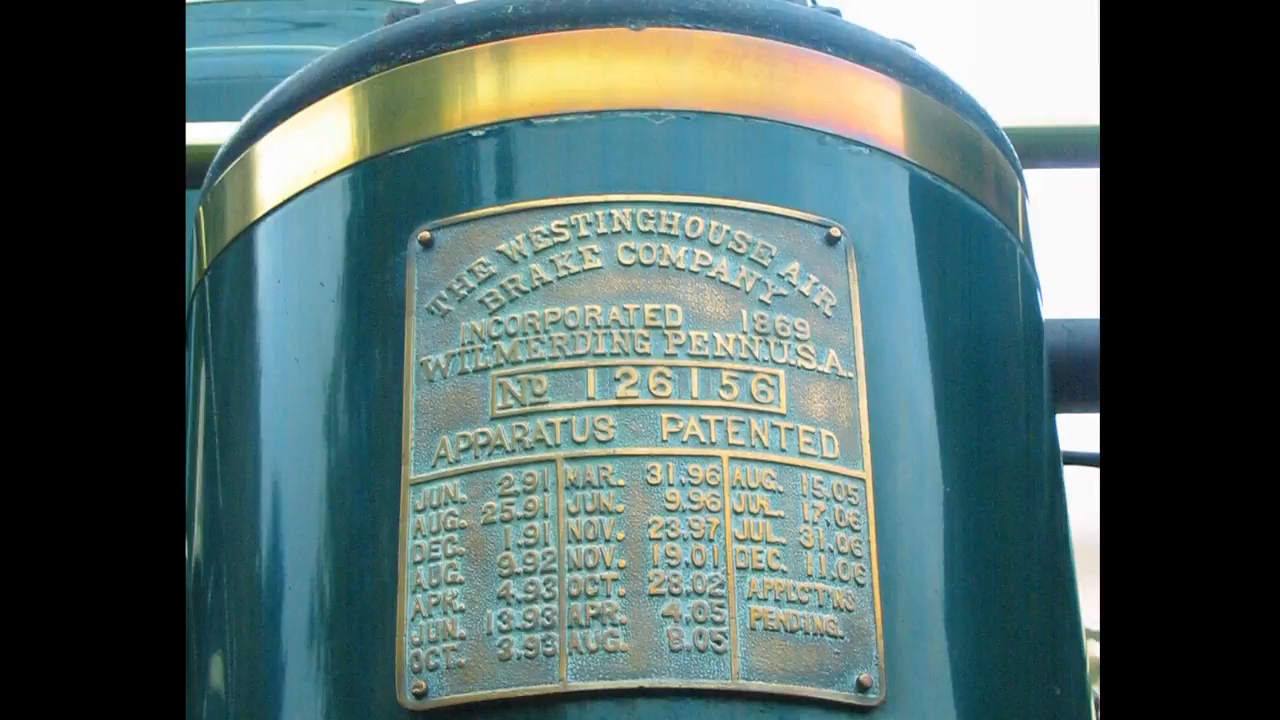 THE WESTINGHOUSE AIR
BRAKE COMPANY
INCORPORATED 1869
WILMERDING PENN.U.S.A.
No 126156
APPARATUS PATENTED
JUN. 2.91
AUG. 25.91
DEC. 1.91
AUG. 9.92
APR. 4.93
JUN. 13.93
OCT. 3.93
MAR. 31.96
JUN. 9.96
NOV. 23.97
NOV. 19.01
OCT. 28.02
APR. 4.05
AUG. 8.05
AUG. 15.05
JUL. 17.06
JUL. 31.06
DEC. 11.06
APPLCT'NS
PENDING.